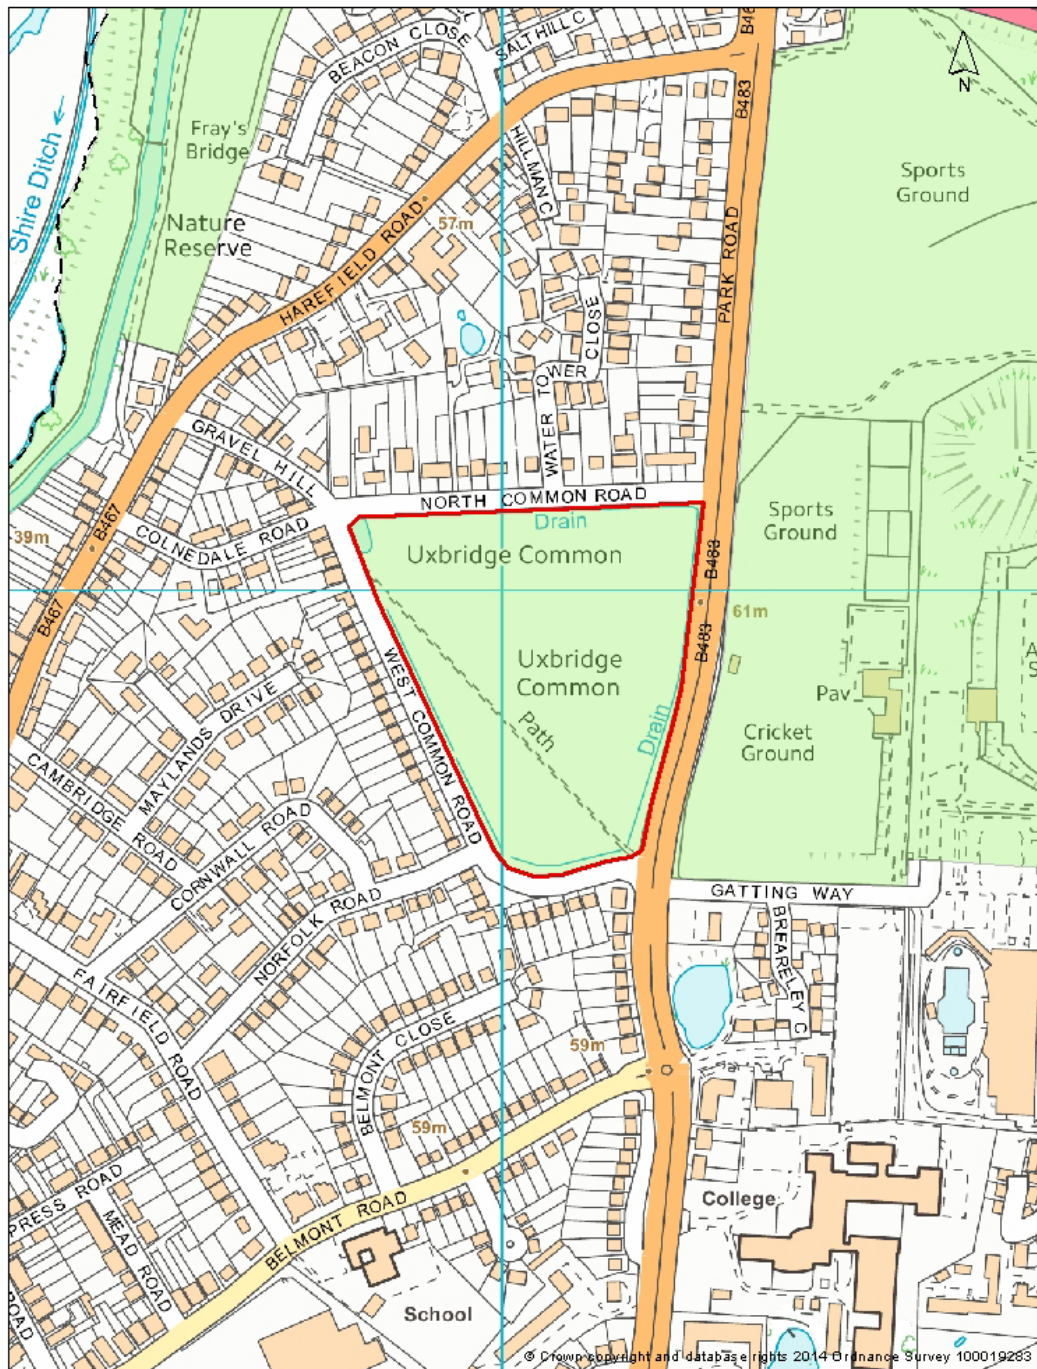 BEACON CLOSE
SALTHILL C
B46
N
B483
Shire Ditch
Fray's
Bridge
HILLMAN C
Sports
Ground
Nature
Reserve
57m
HAREFIELD ROAD
PARK ROAD
WATER TOWER
CLOSE
GRAVEL HILL
NORTH COMMON ROAD
Drain
Sports
Ground
B467
39m
COLNEDALE ROAD
Uxbridge Common
B483
B467
61m
B483
Uxbridge
Common
WEST COMMON ROAD
Path
Drain
Pav
A
S
MAYLANDS DRIVE
Cricket
Ground
CAMBRIDGE ROAD
CORNWALL ROAD
NORFOLK ROAD
GATTING WAY
BREARLEY C
FAIRFIELD ROAD
BELMONT CLOSE
59m
59m
PRESS ROAD
MEAD ROAD
ROAD
BELMONT ROAD
College
School
© Crown copyright and database rights 2014 Ordnance Survey 100019283